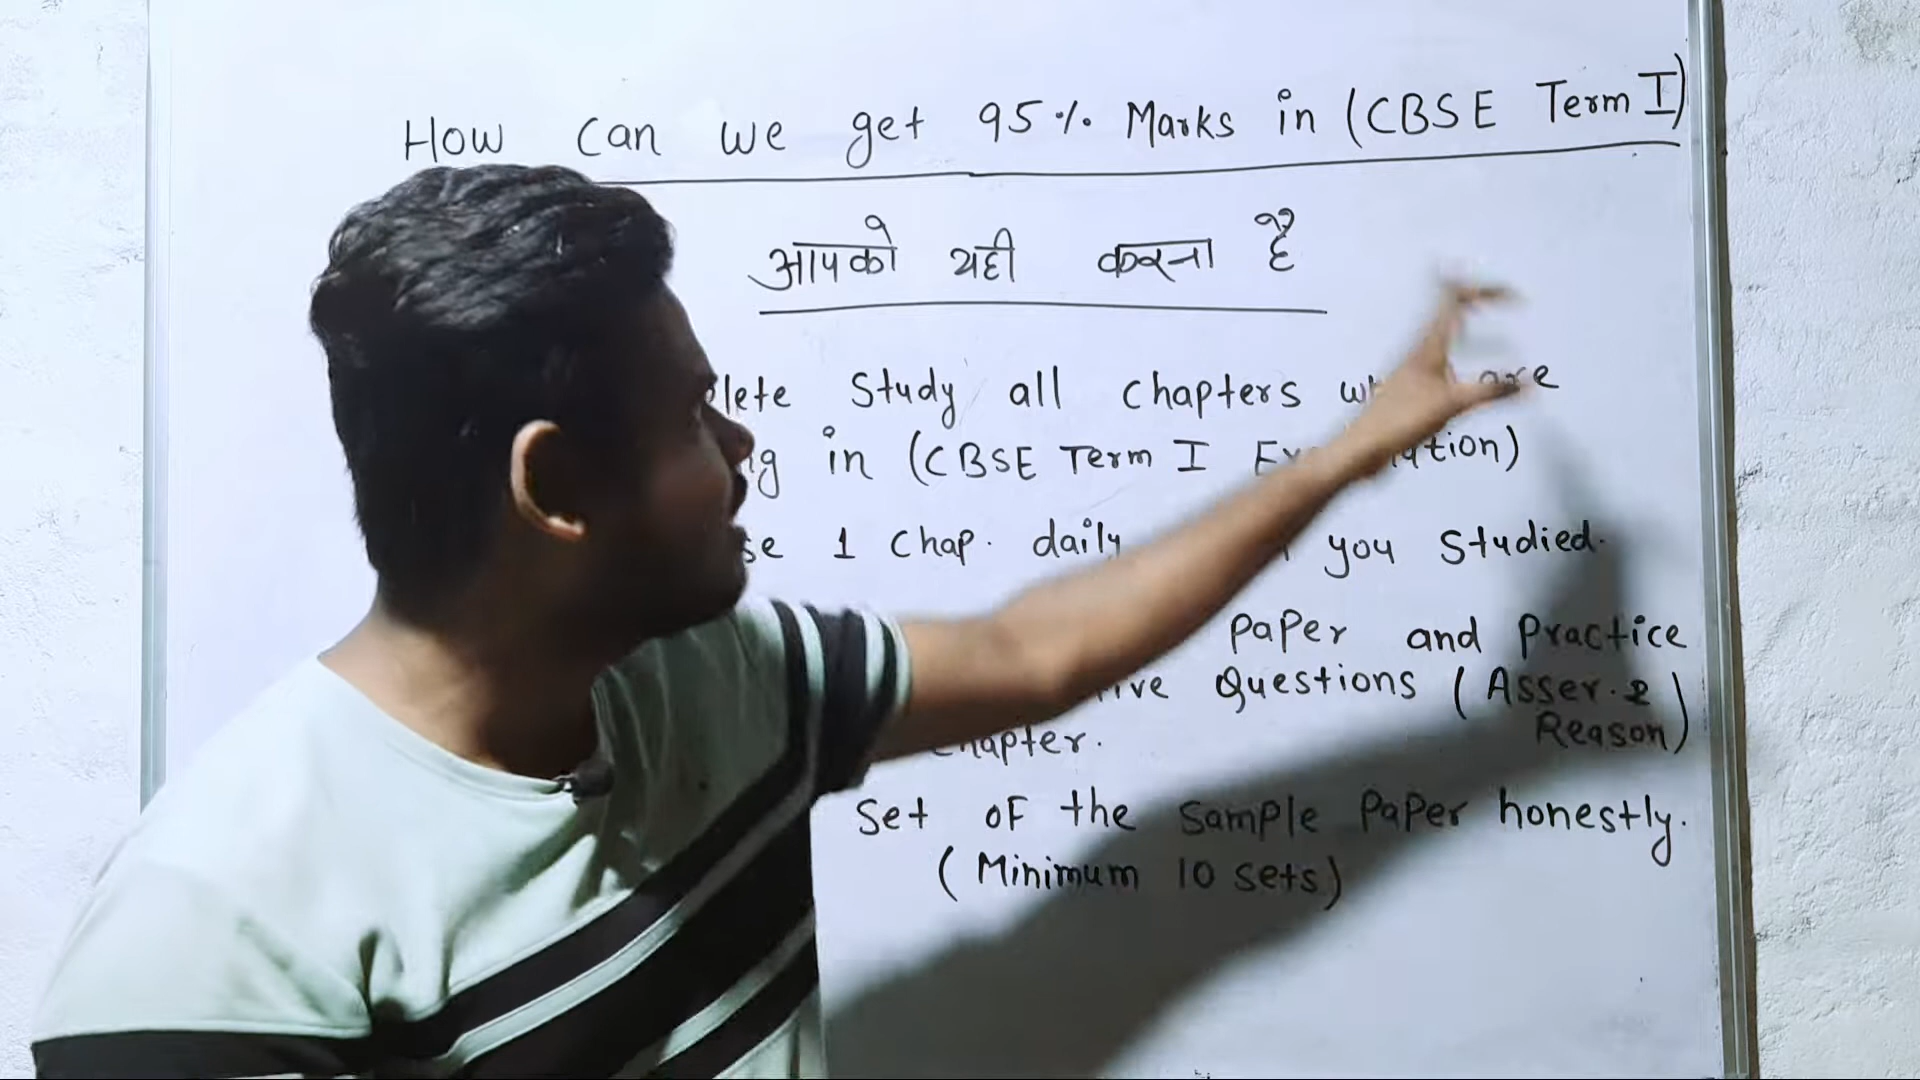 How can we get 95% Marks in (CBSE Term I)
आपको यही करना है
Study all chapters are
in (CBSE Term I
1 chap. daily you studied.
paper and practice
Questions (Asser. &
chapter. Reason)
set of the sample paper honestly.
(Minimum 10 sets)